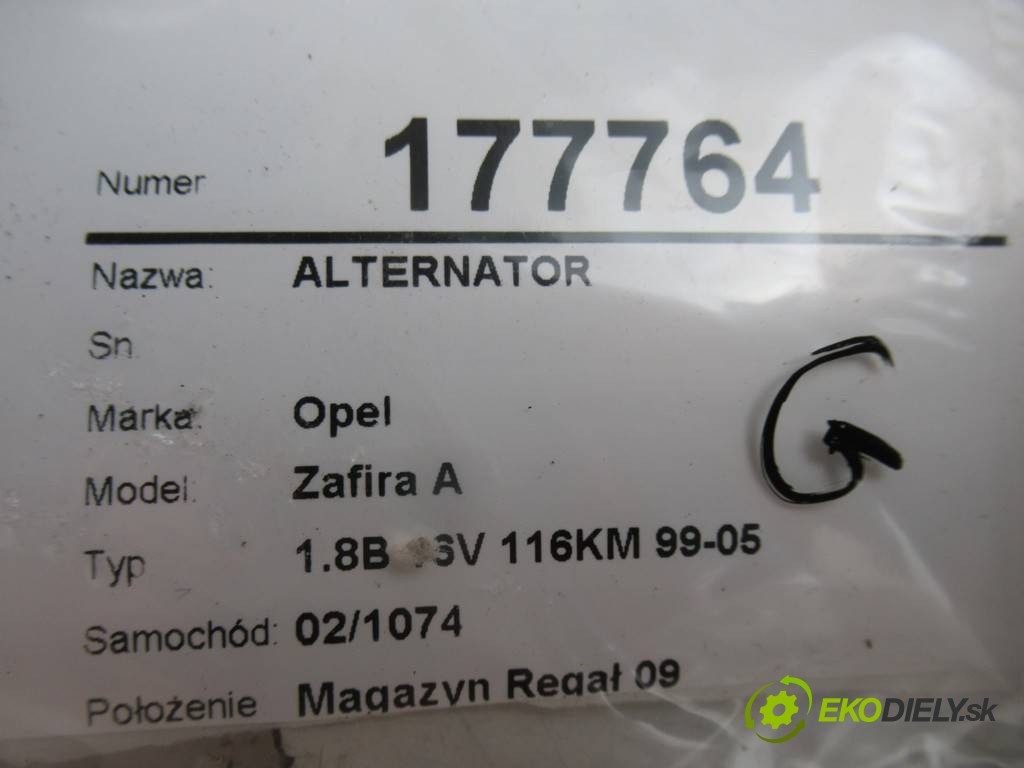 Numer 177764
Nazwa: ALTERNATOR
Sn
Marka: Opel
Model: Zafira A
Typ 1.8B 16V 116KM 99-05
Samochód: 02/1074
Położenie Magazyn Regał 09
G
EKODIELY.sk